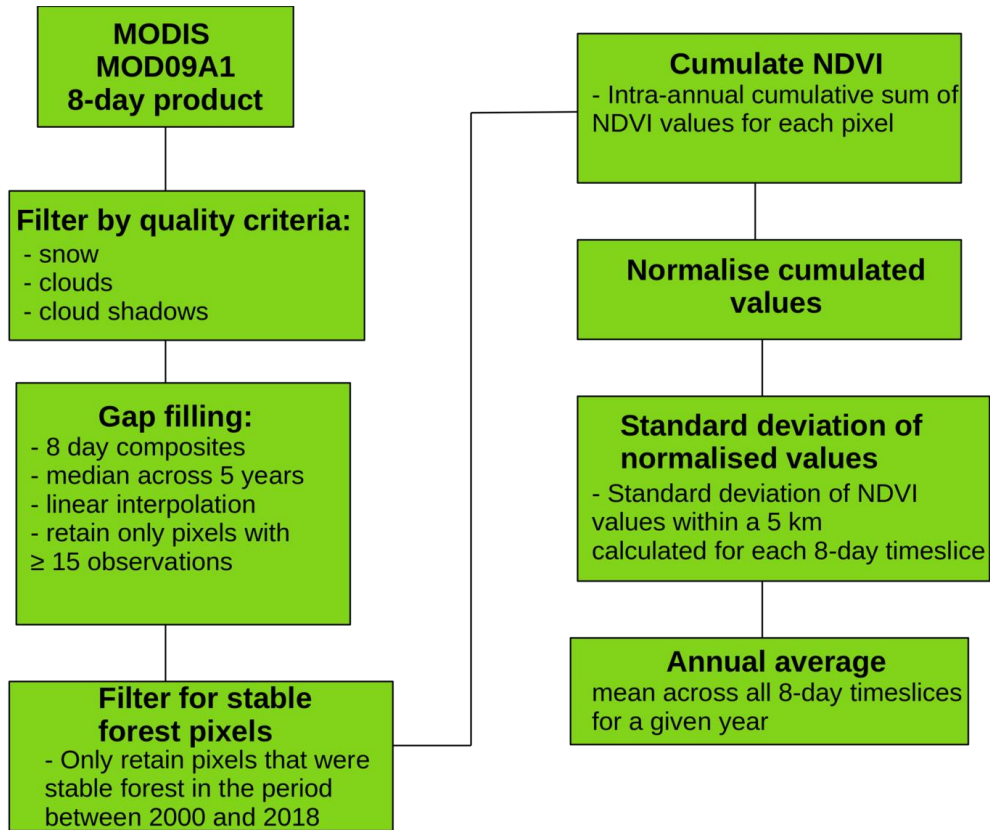 MODIS
MOD09A1
8-day product
Filter by quality criteria:
- snow
- clouds
- cloud shadows
Gap filling:
- 8 day composites
- median across 5 years
- linear interpolation
- retain only pixels with
≥ 15 observations
Filter for stable
forest pixels
- Only retain pixels that were
stable forest in the period
between 2000 and 2018
Cumulate NDVI
- Intra-annual cumulative sum of
NDVI values for each pixel
Normalise cumulated
values
Standard deviation of
normalised values
- Standard deviation of NDVI
values within a 5 km
calculated for each 8-day timeslice
Annual average
mean across all 8-day timeslices
for a given year